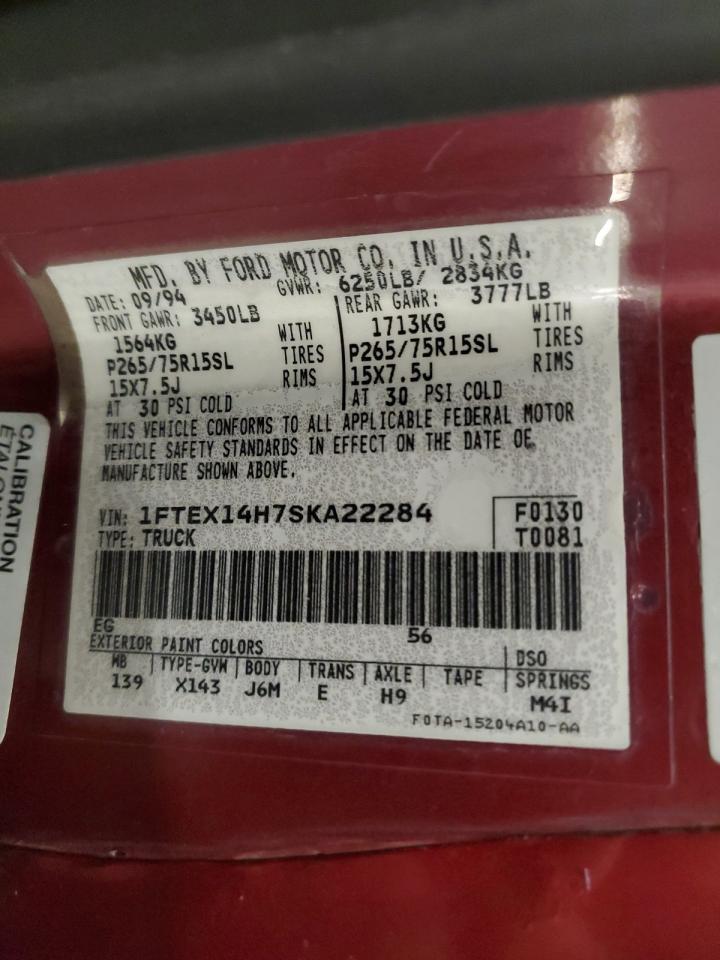 MFD. BY FORD MOTOR CO. IN U.S.A.
DATE: 09/94 GVWR: 6250LB/ 2834KG
FRONT GAWR: 3450LB REAR GAWR: 3777LB
1564KG WITH 1713KG WITH
P265/75R15SL TIRES P265/75R15SL TIRES
15X7.5J RIMS 15X7.5J RIMS
AT 30 PSI COLD AT 30 PSI COLD
THIS VEHICLE CONFORMS TO ALL APPLICABLE FEDERAL MOTOR
VEHICLE SAFETY STANDARDS IN EFFECT ON THE DATE OF
MANUFACTURE SHOWN ABOVE.
VIN: 1FTEX14H7SKA22284 F0130
TYPE: TRUCK T0081
EG 56
EXTERIOR PAINT COLORS DSO
WB TYPE-GVW BODY TRANS AXLE TAPE SPRINGS
139 X143 J6M E H9 M4I
F0TA-15204A10-AA
CALIBRATION